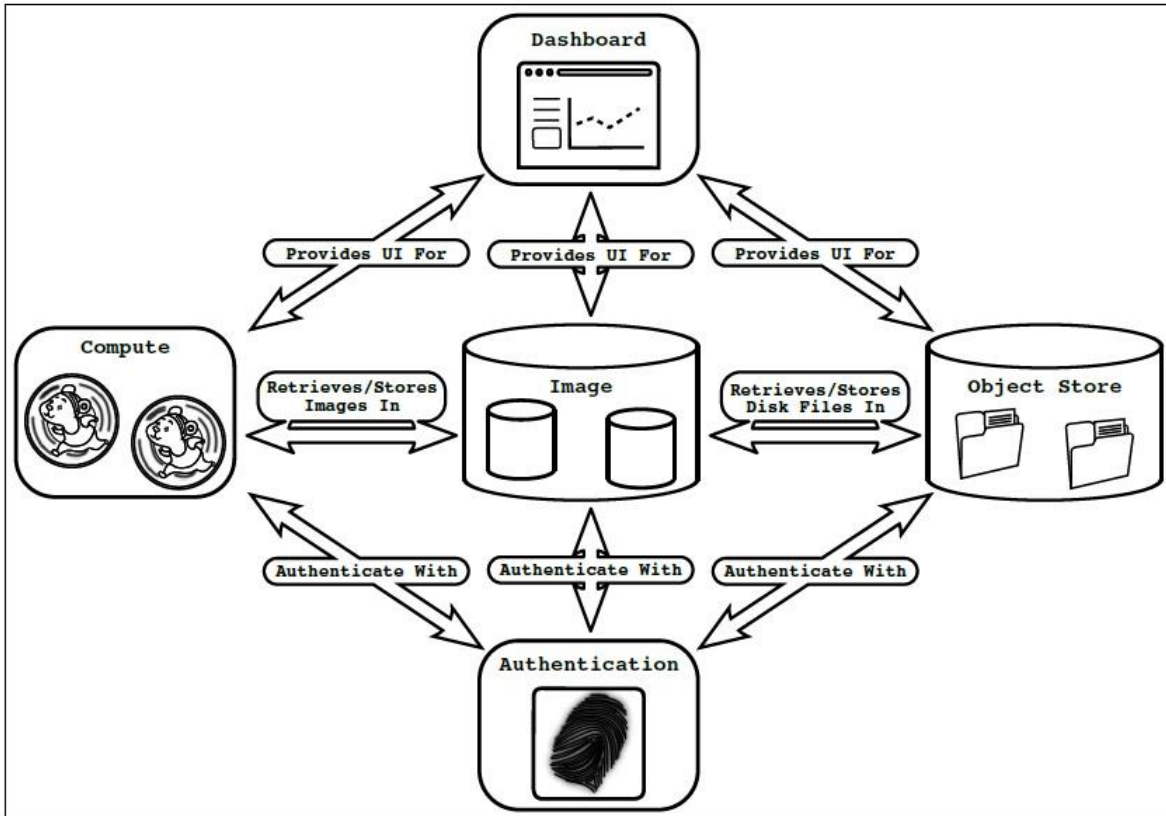 Dashboard
Provides UI For
Provides UI For
Provides UI For
Compute
Retrieves/Stores
Images In
Image
Retrieves/Stores
Disk Files In
Object Store
Authenticate With
Authenticate With
Authenticate With
Authentication